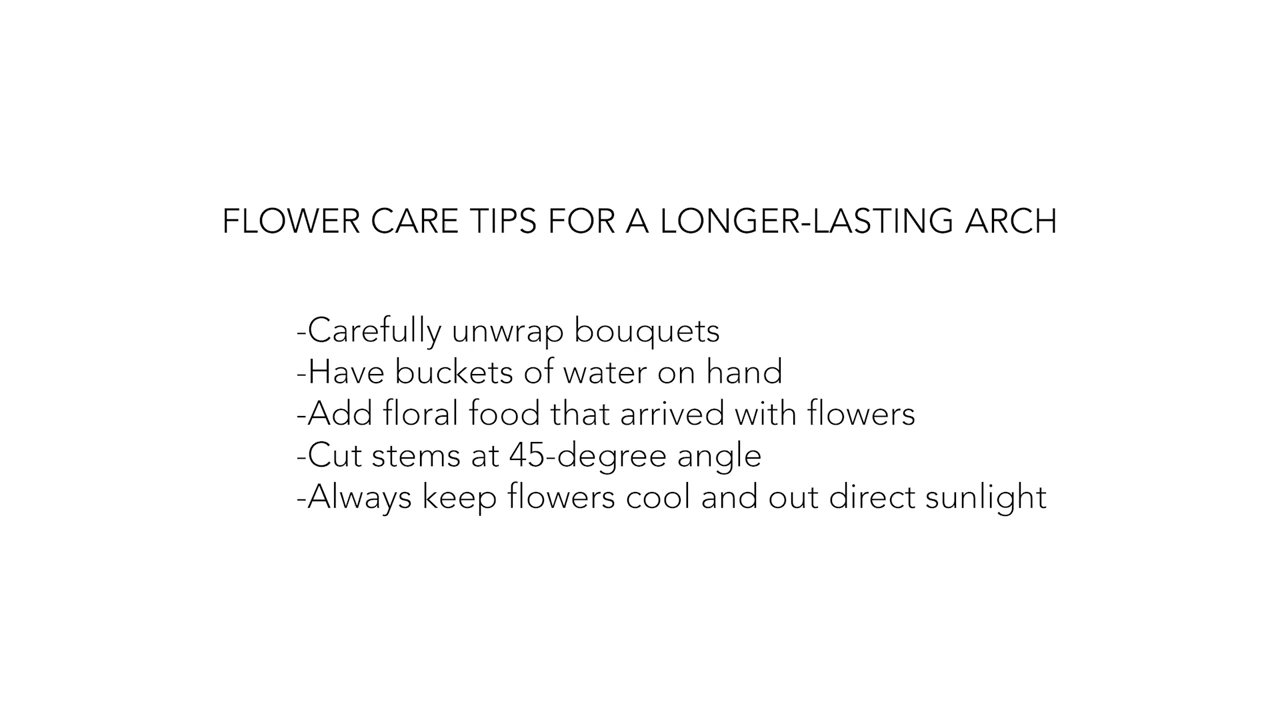 FLOWER CARE TIPS FOR A LONGER-LASTING ARCH
-Carefully unwrap bouquets
-Have buckets of water on hand
-Add floral food that arrived with flowers
-Cut stems at 45-degree angle
-Always keep flowers cool and out direct sunlight